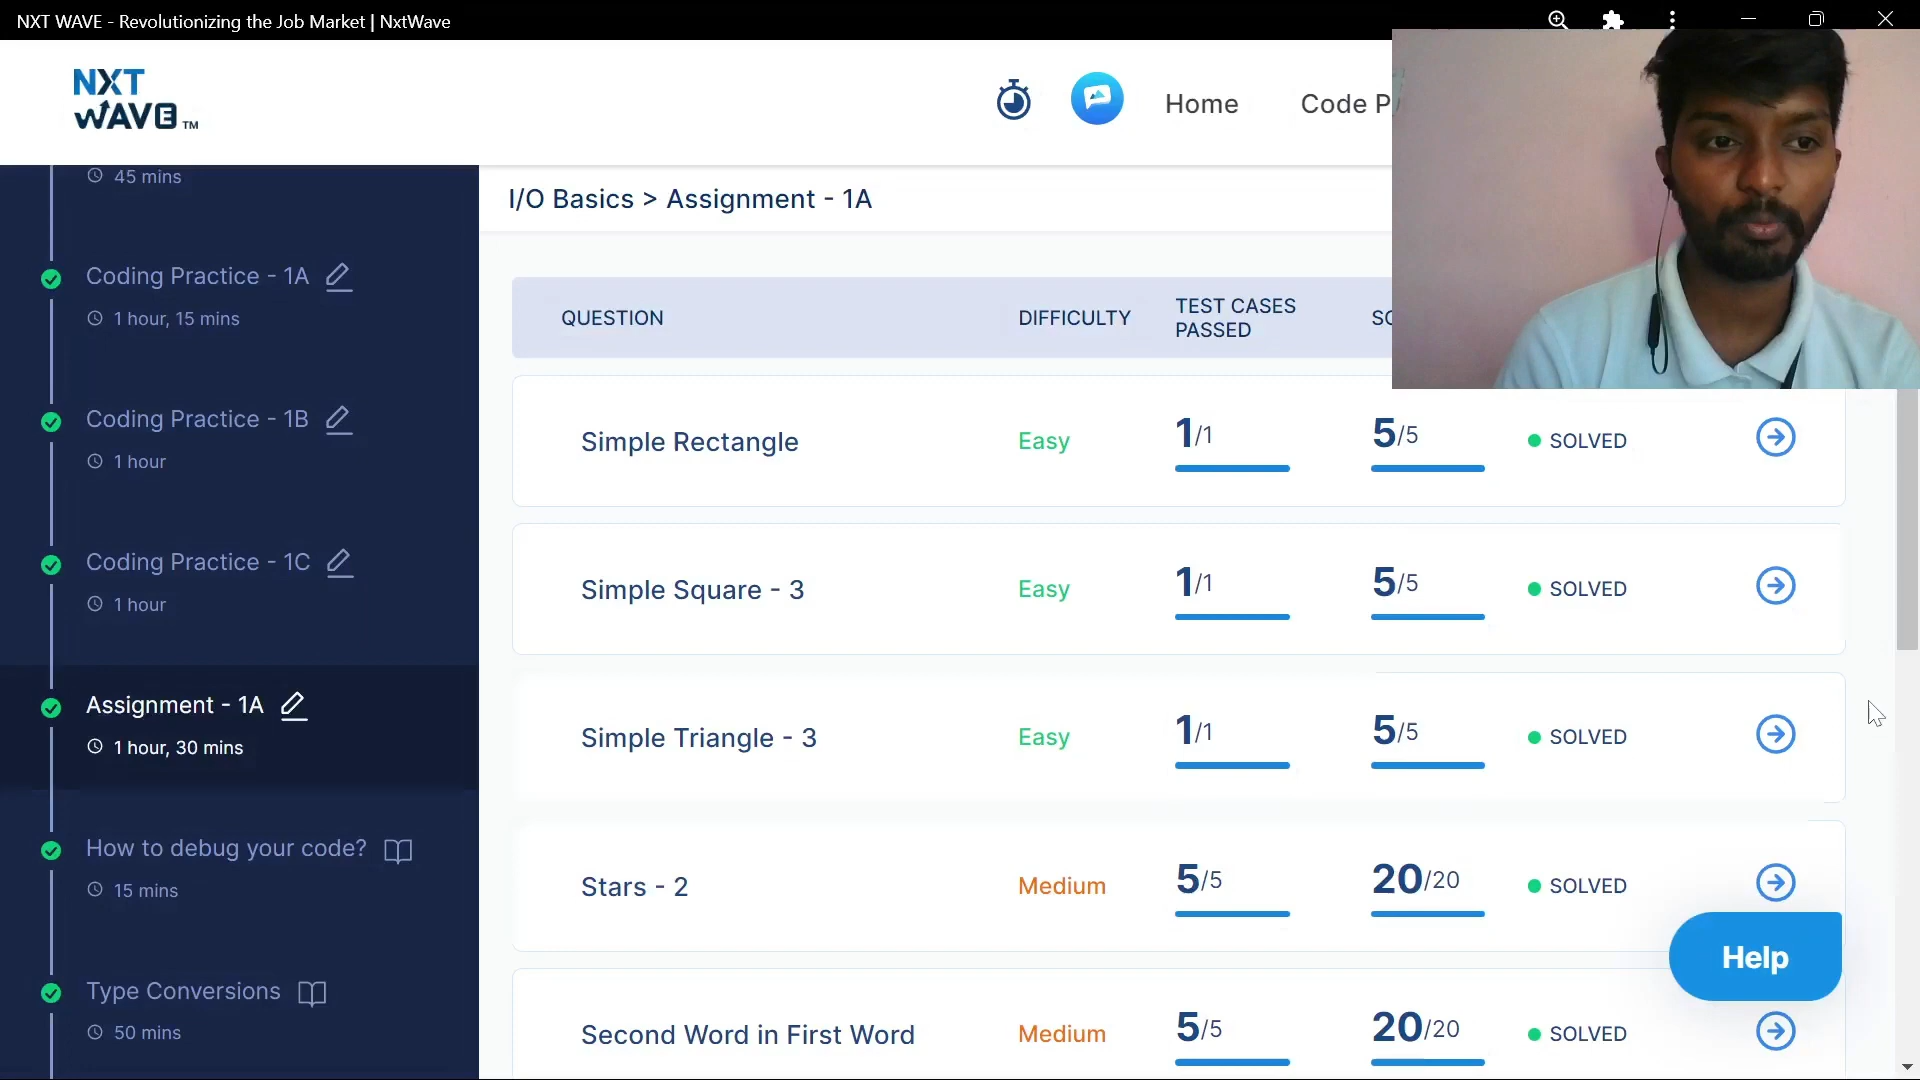 NXT WAVE - Revolutionizing the Job Market | NxtWave
NXT
WAVE TM
Home
Code P
45 mins
Coding Practice - 1A
1 hour, 15 mins
Coding Practice - 1B
1 hour
Coding Practice - 1C
1 hour
Assignment - 1A
1 hour, 30 mins
How to debug your code?
15 mins
Type Conversions
50 mins
I/O Basics > Assignment - 1A
QUESTION DIFFICULTY TEST CASES PASSED SC
Simple Rectangle Easy 1/1 5/5 SOLVED
Simple Square - 3 Easy 1/1 5/5 SOLVED
Simple Triangle - 3 Easy 1/1 5/5 SOLVED
Stars - 2 Medium 5/5 20/20 SOLVED
Second Word in First Word Medium 5/5 20/20 SOLVED
Help